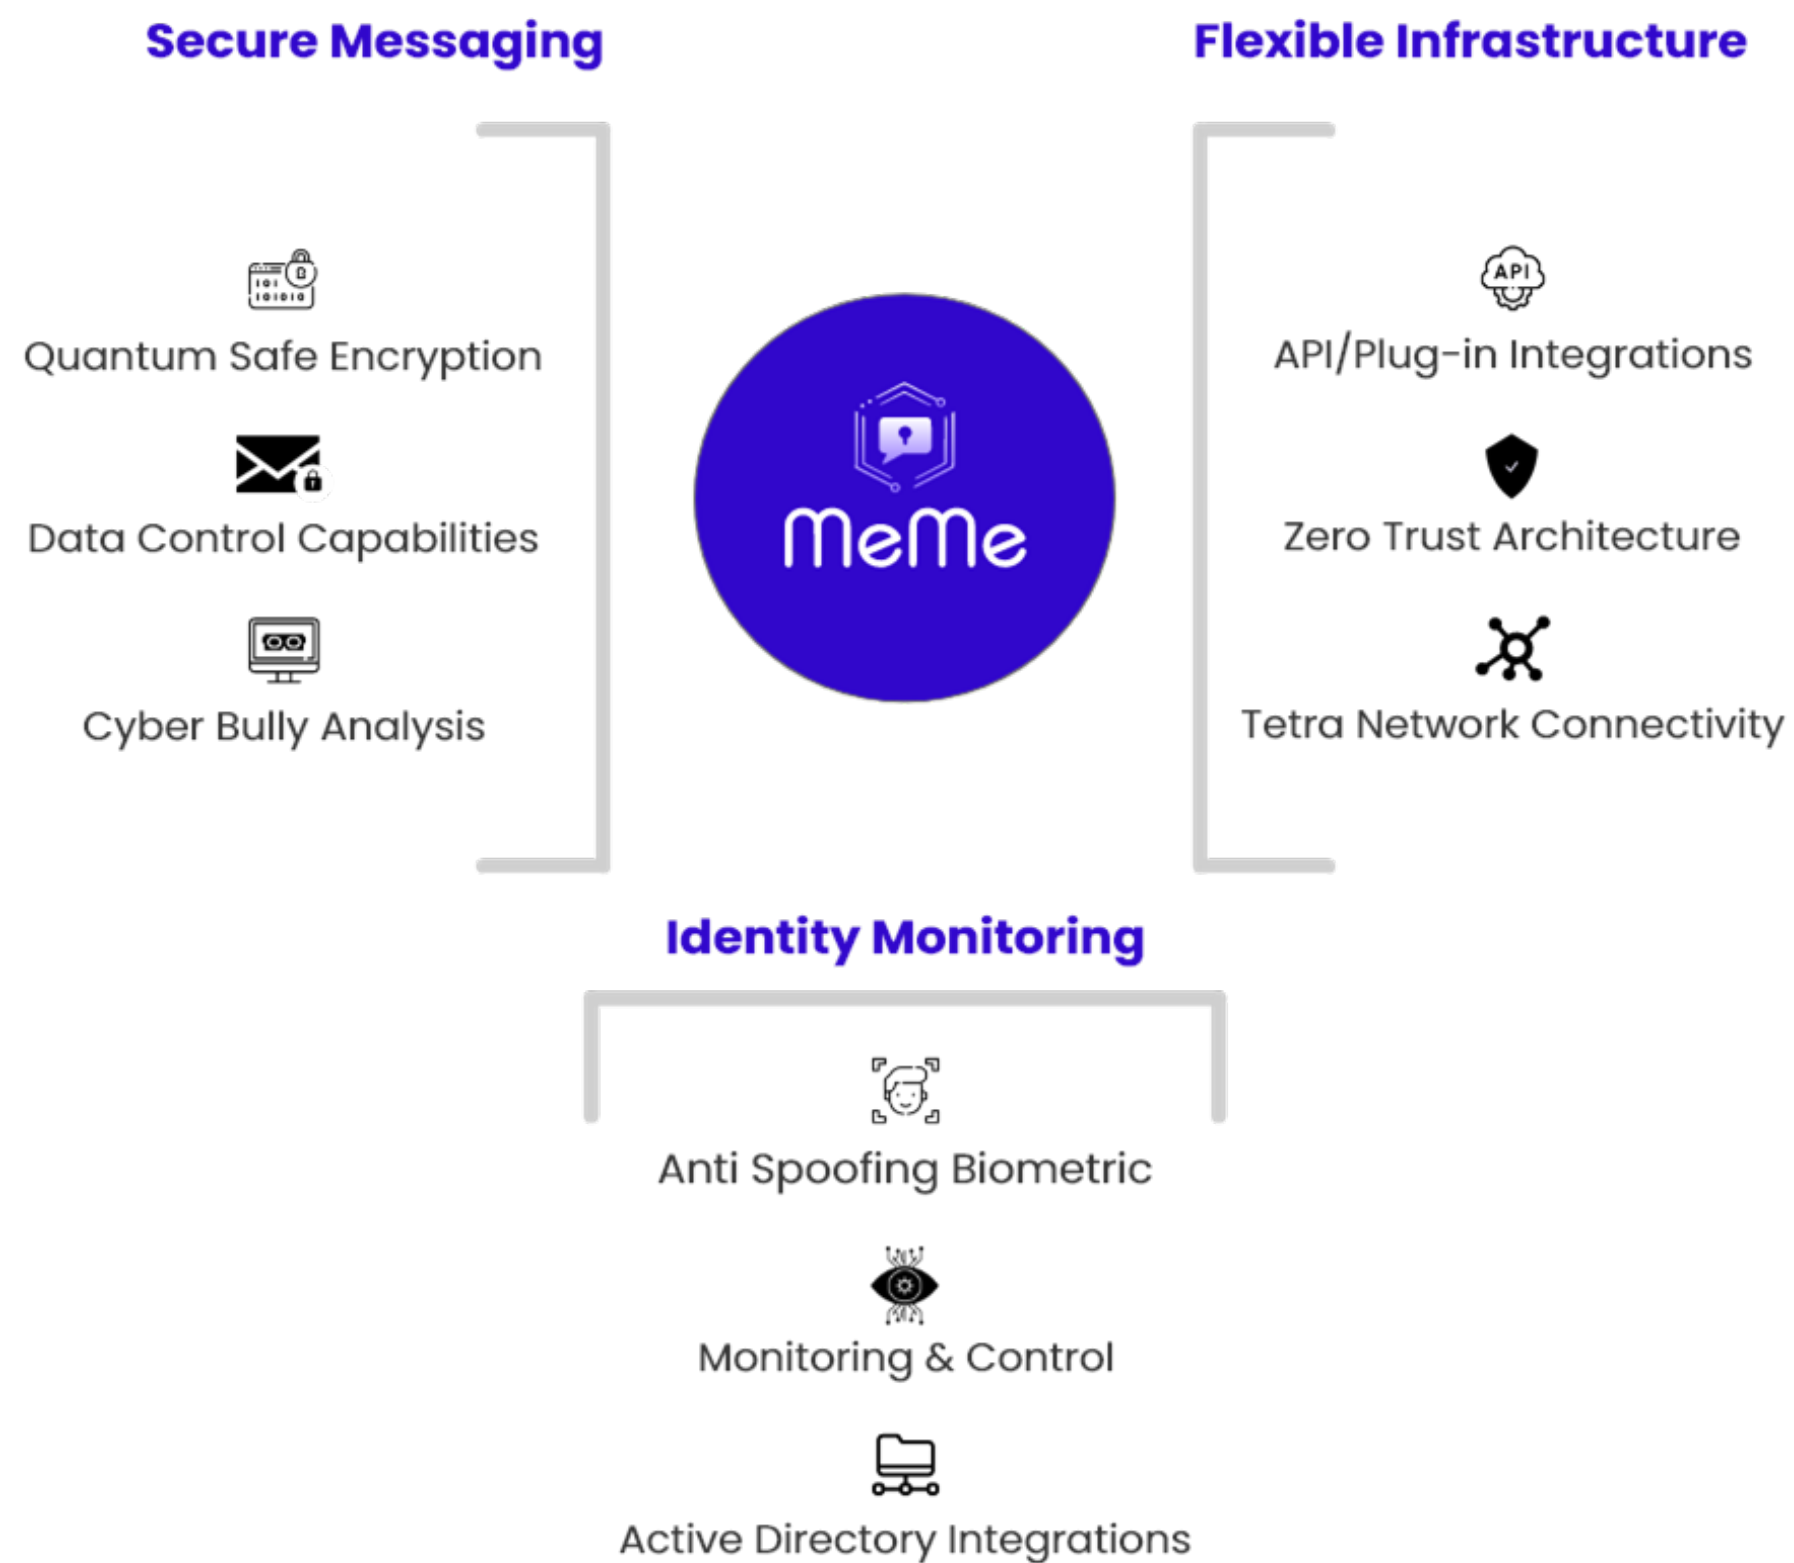 Secure Messaging
Quantum Safe Encryption
Data Control Capabilities
Cyber Bully Analysis
MeMe
Flexible Infrastructure
API
API/Plug-in Integrations
Zero Trust Architecture
Tetra Network Connectivity
Identity Monitoring
Anti Spoofing Biometric
Monitoring & Control
Active Directory Integrations